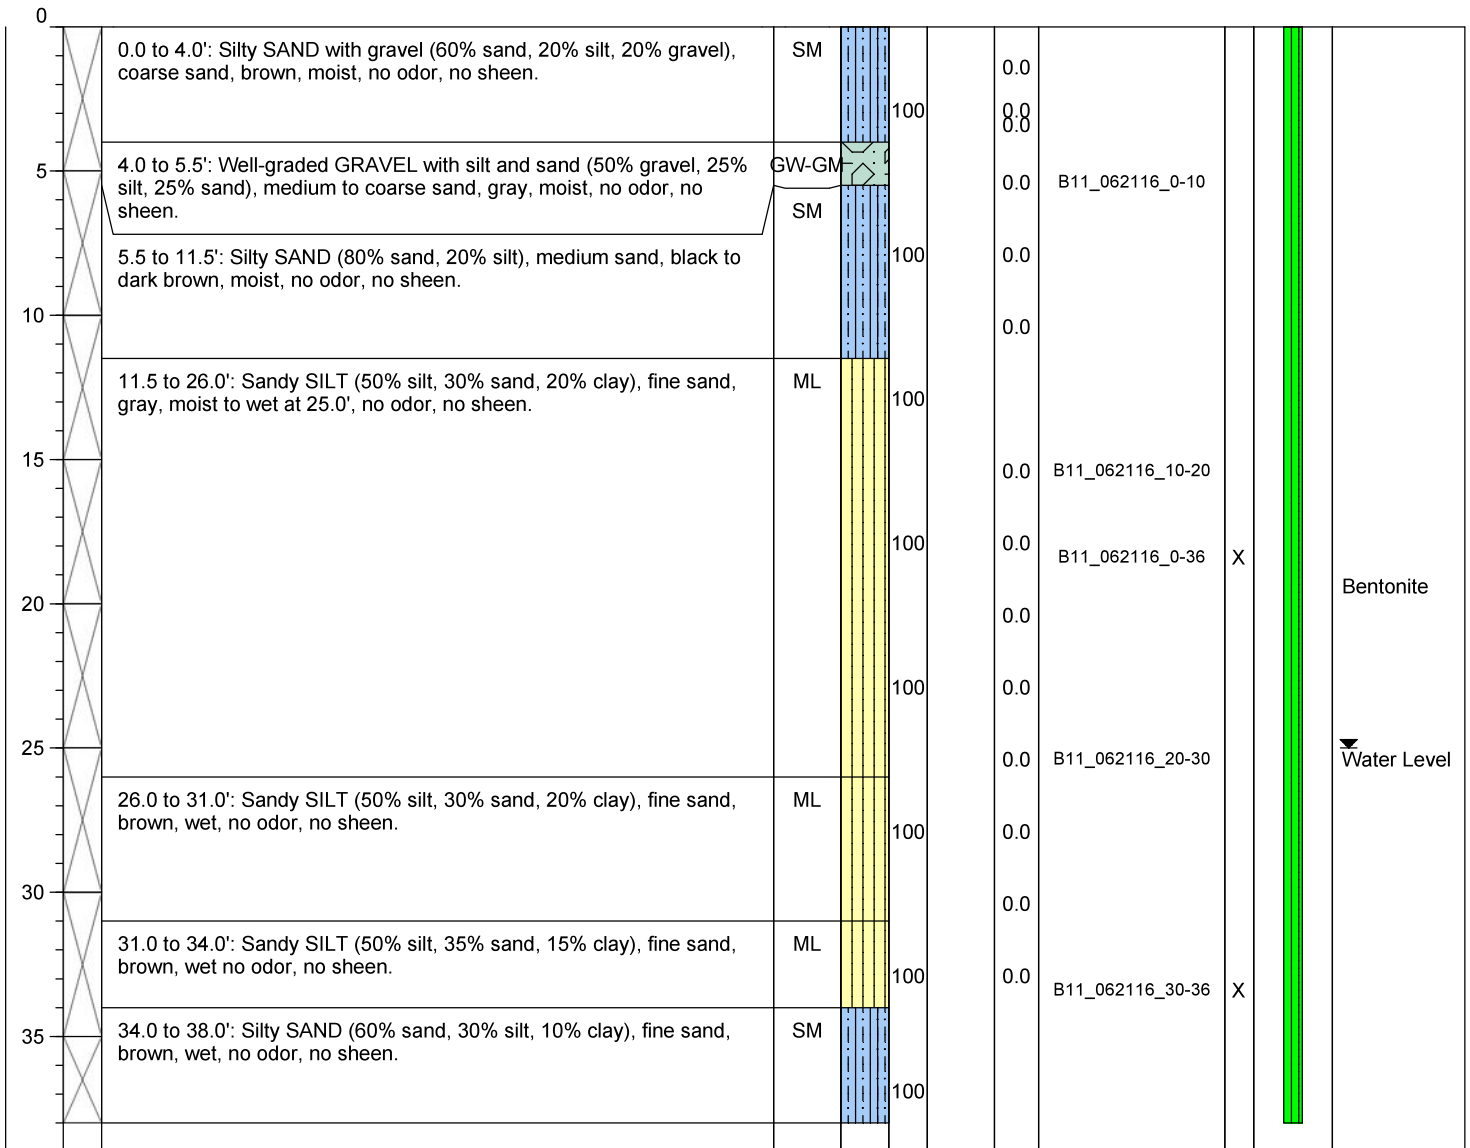 0
0.0 to 4.0': Silty SAND with gravel (60% sand, 20% silt, 20% gravel),
coarse sand, brown, moist, no odor, no sheen.
SM
0.0
100
0.0
0.0
4.0 to 5.5': Well-graded GRAVEL with silt and sand (50% gravel, 25%
silt, 25% sand), medium to coarse sand, gray, moist, no odor, no
sheen.
GW-GM
5
0.0
B11_062116_0-10
SM
5.5 to 11.5': Silty SAND (80% sand, 20% silt), medium sand, black to
dark brown, moist, no odor, no sheen.
100
0.0
10
0.0
11.5 to 26.0': Sandy SILT (50% silt, 30% sand, 20% clay), fine sand,
gray, moist to wet at 25.0', no odor, no sheen.
ML
100
15
0.0
B11_062116_10-20
100
0.0
B11_062116_0-36
X
Bentonite
20
0.0
100
0.0
25
0.0
B11_062116_20-30
Water Level
26.0 to 31.0': Sandy SILT (50% silt, 30% sand, 20% clay), fine sand,
brown, wet, no odor, no sheen.
ML
100
0.0
30
0.0
31.0 to 34.0': Sandy SILT (50% silt, 35% sand, 15% clay), fine sand,
brown, wet no odor, no sheen.
ML
100
0.0
B11_062116_30-36
X
34.0 to 38.0': Silty SAND (60% sand, 30% silt, 10% clay), fine sand,
brown, wet, no odor, no sheen.
SM
35
100